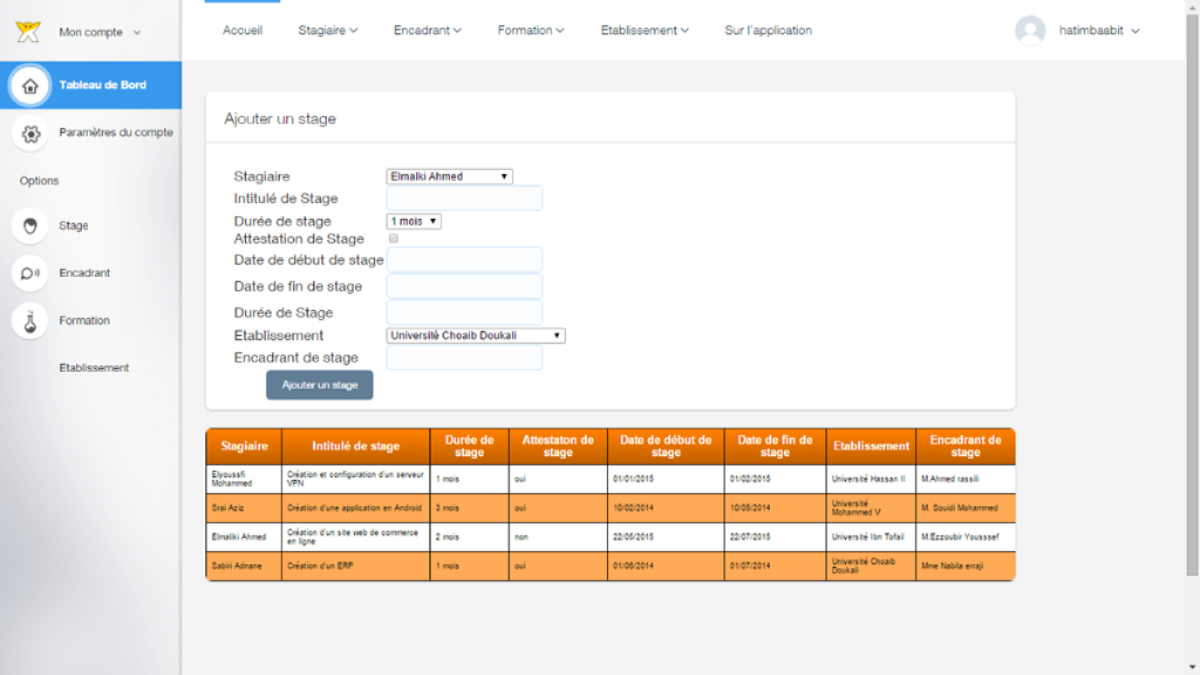 Mon compte
Accueil
Stagiaire
Encadrant
Formation
Etablissement
Sur l'application
hatimbaabit
Tableau de Bord
Paramètres du compte
Options
Stage
Encadrant
Formation
Etablissement
Ajouter un stage
Stagiaire
Elmalki Ahmed
Intitulé de Stage
Durée de stage
1 mois
Attestation de Stage
Date de début de stage
Date de fin de stage
Durée de Stage
Etablissement
Université Choaib Doukali
Encadrant de stage
Ajouter un stage
Stagiaire
Intitulé de stage
Durée de
stage
Attestaton de
stage
Date de début de
stage
Date de fin de
stage
Etablissement
Encadrant de
stage
Elyoussfi
Mohammed
Création et configuration d'un serveur
VPN
1 mois
oui
01/01/2015
01/02/2015
Université Hassan II
M.Ahmed rassili
Srai Aziz
Création d'une application en Android
3 mois
oui
10/02/2014
10/05/2014
Université
Mohammed V
M. Souidi Mohammed
Elmaliki Ahmed
Création d'un site web de commerce
en ligne
2 mois
non
22/05/2015
22/07/2015
Université Ibn Tofail
M.Ezzoubir Yousssef
Sabiri Adnane
Création d'un ERP
1 mois
oui
01/06/2014
01/07/2014
Université Choaib
Doukali
Mme Nabila erraji